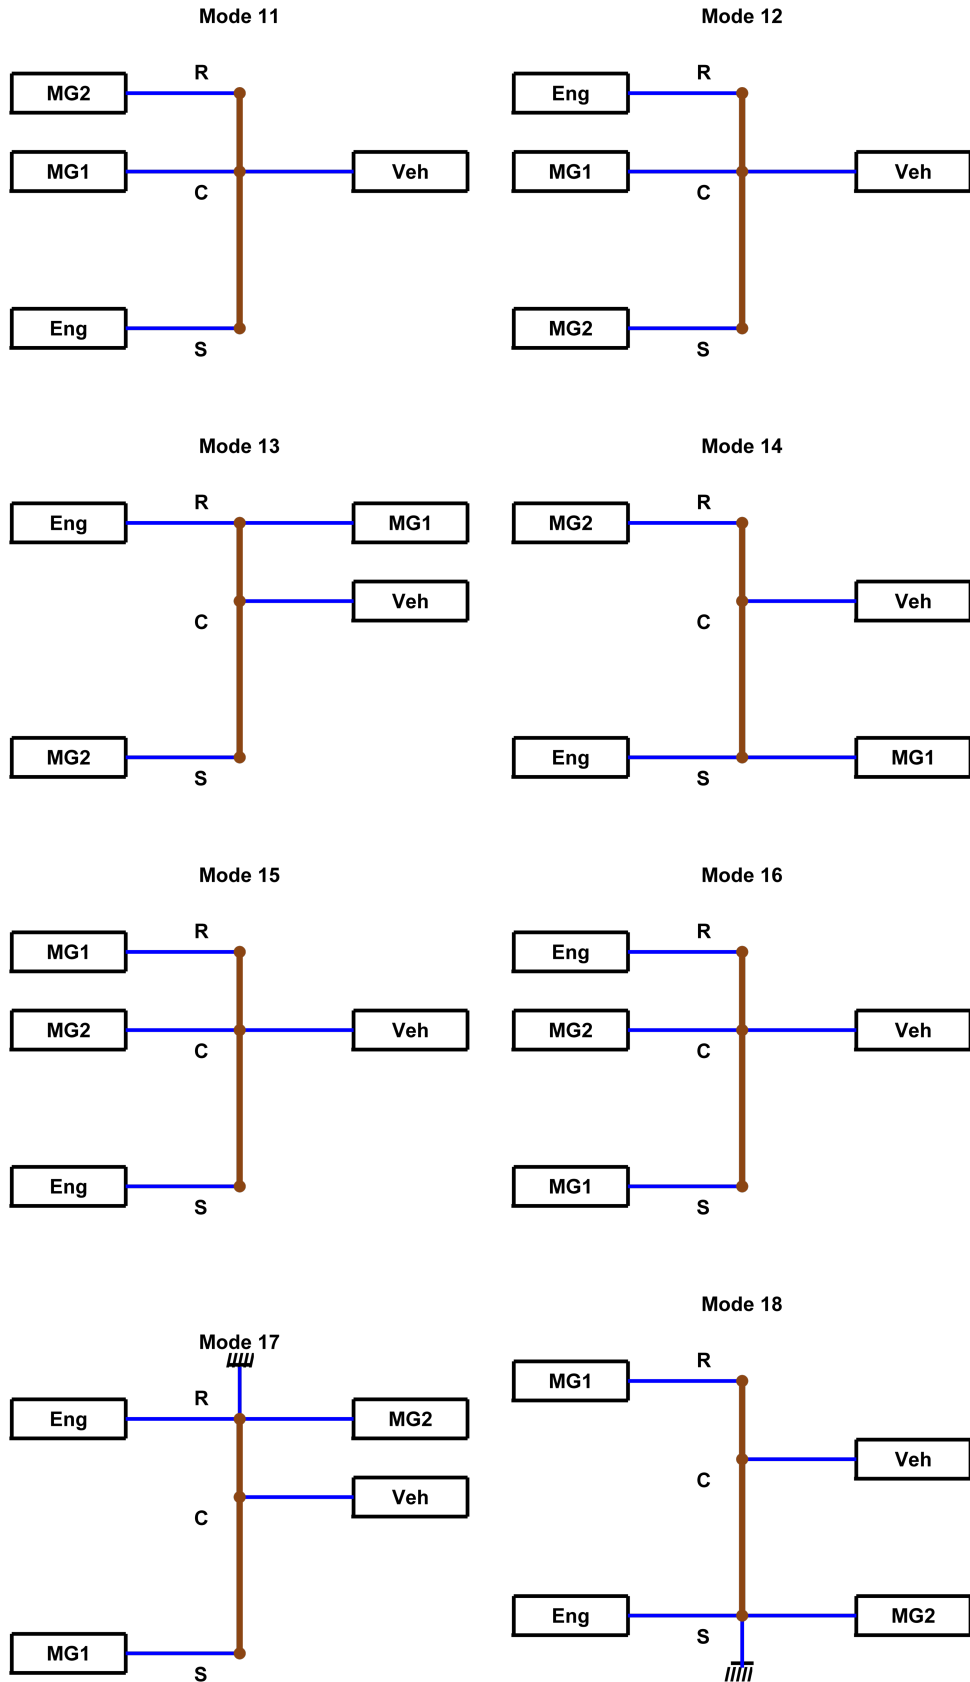 Mode 11
R
MG2
MG1
Veh
C
Eng
S
Mode 12
R
Eng
MG1
Veh
C
MG2
S
Mode 13
R
Eng
MG1
Veh
C
MG2
S
Mode 14
R
MG2
Veh
C
Eng
MG1
S
Mode 15
R
MG1
MG2
Veh
C
Eng
S
Mode 16
R
Eng
MG2
Veh
C
MG1
S
Mode 17
R
Eng
MG2
Veh
C
MG1
S
Mode 18
R
MG1
Veh
C
Eng
MG2
S